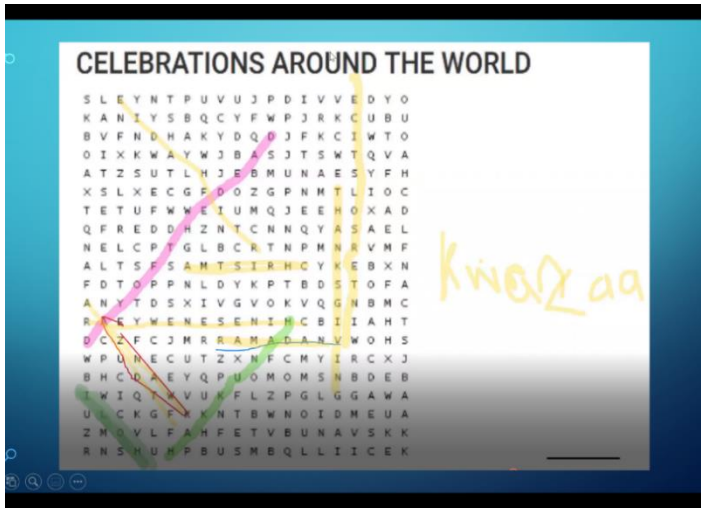 CELEBRATIONS AROUND THE WORLD
S L E Y N T P U V U J P D I V V E D Y O
K A N I Y S B Q C Y F W P J R K C U B U
B V F N D H A K Y D Q D J F K C I W T O
O I X K W A Y W J B A S J T S W T Q V A
A T Z S U T L H J E B M U N A E S Y F H
X S L X E C G F D O Z G P N M T L I O C
T E T U F W W E I U M Q J E E H O X A D
Q F R E D D H Z N T C N N Q Y A S A E L
N E L C P T G L B C R T N P M N R V M F
A L T S F S A M T S I R H C Y K E B X N
F D T O P P N L D Y K P T B D S T O F A
A N Y T D S X I V G V O K V Q G N B M C
R A E Y W E N E S E N I H C B I I A H T
D C Z F C J M R R A M A D A N V W O H S
W P U N E C U T Z X N F C M Y I R C X J
B H C D A E Y Q P U O M O M S N B D E B
I W I Q T W V U K F L Z P G L G G A W A
U L C K G F K K N T B W N O I D M E U A
Z M O V L F A H F E T V B U N A V S K K
R N S H U H P B U S M B Q L L I I C E K
Kwanzaa